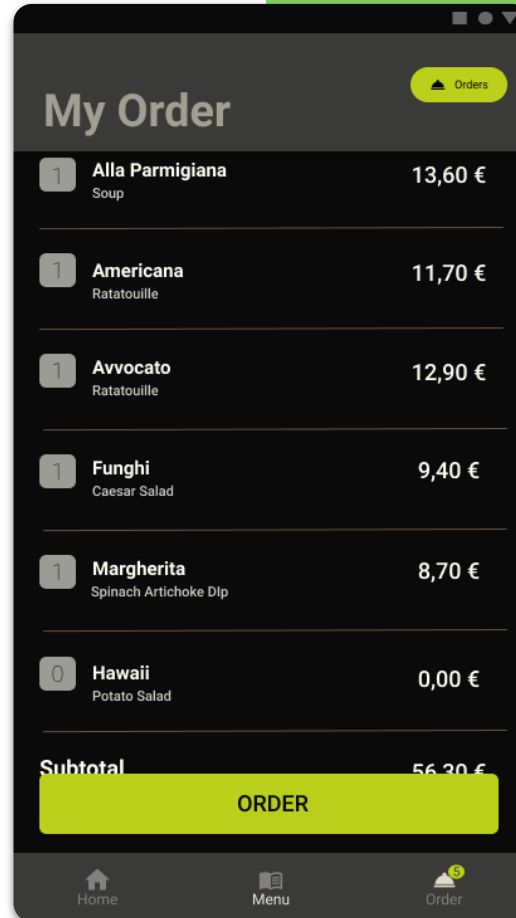 Orders
My Order
1
Alla Parmigiana
13,60 €
Soup
1
Americana
11,70 €
Ratatouille
1
Avvocato
12,90 €
Ratatouille
1
Funghi
9,40 €
Caesar Salad
1
Margherita
8,70 €
Spinach Artichoke DIp
0
Hawaii
0,00 €
Potato Salad
Subtotal
56,30 €
ORDER
5
Home
Menu
Order